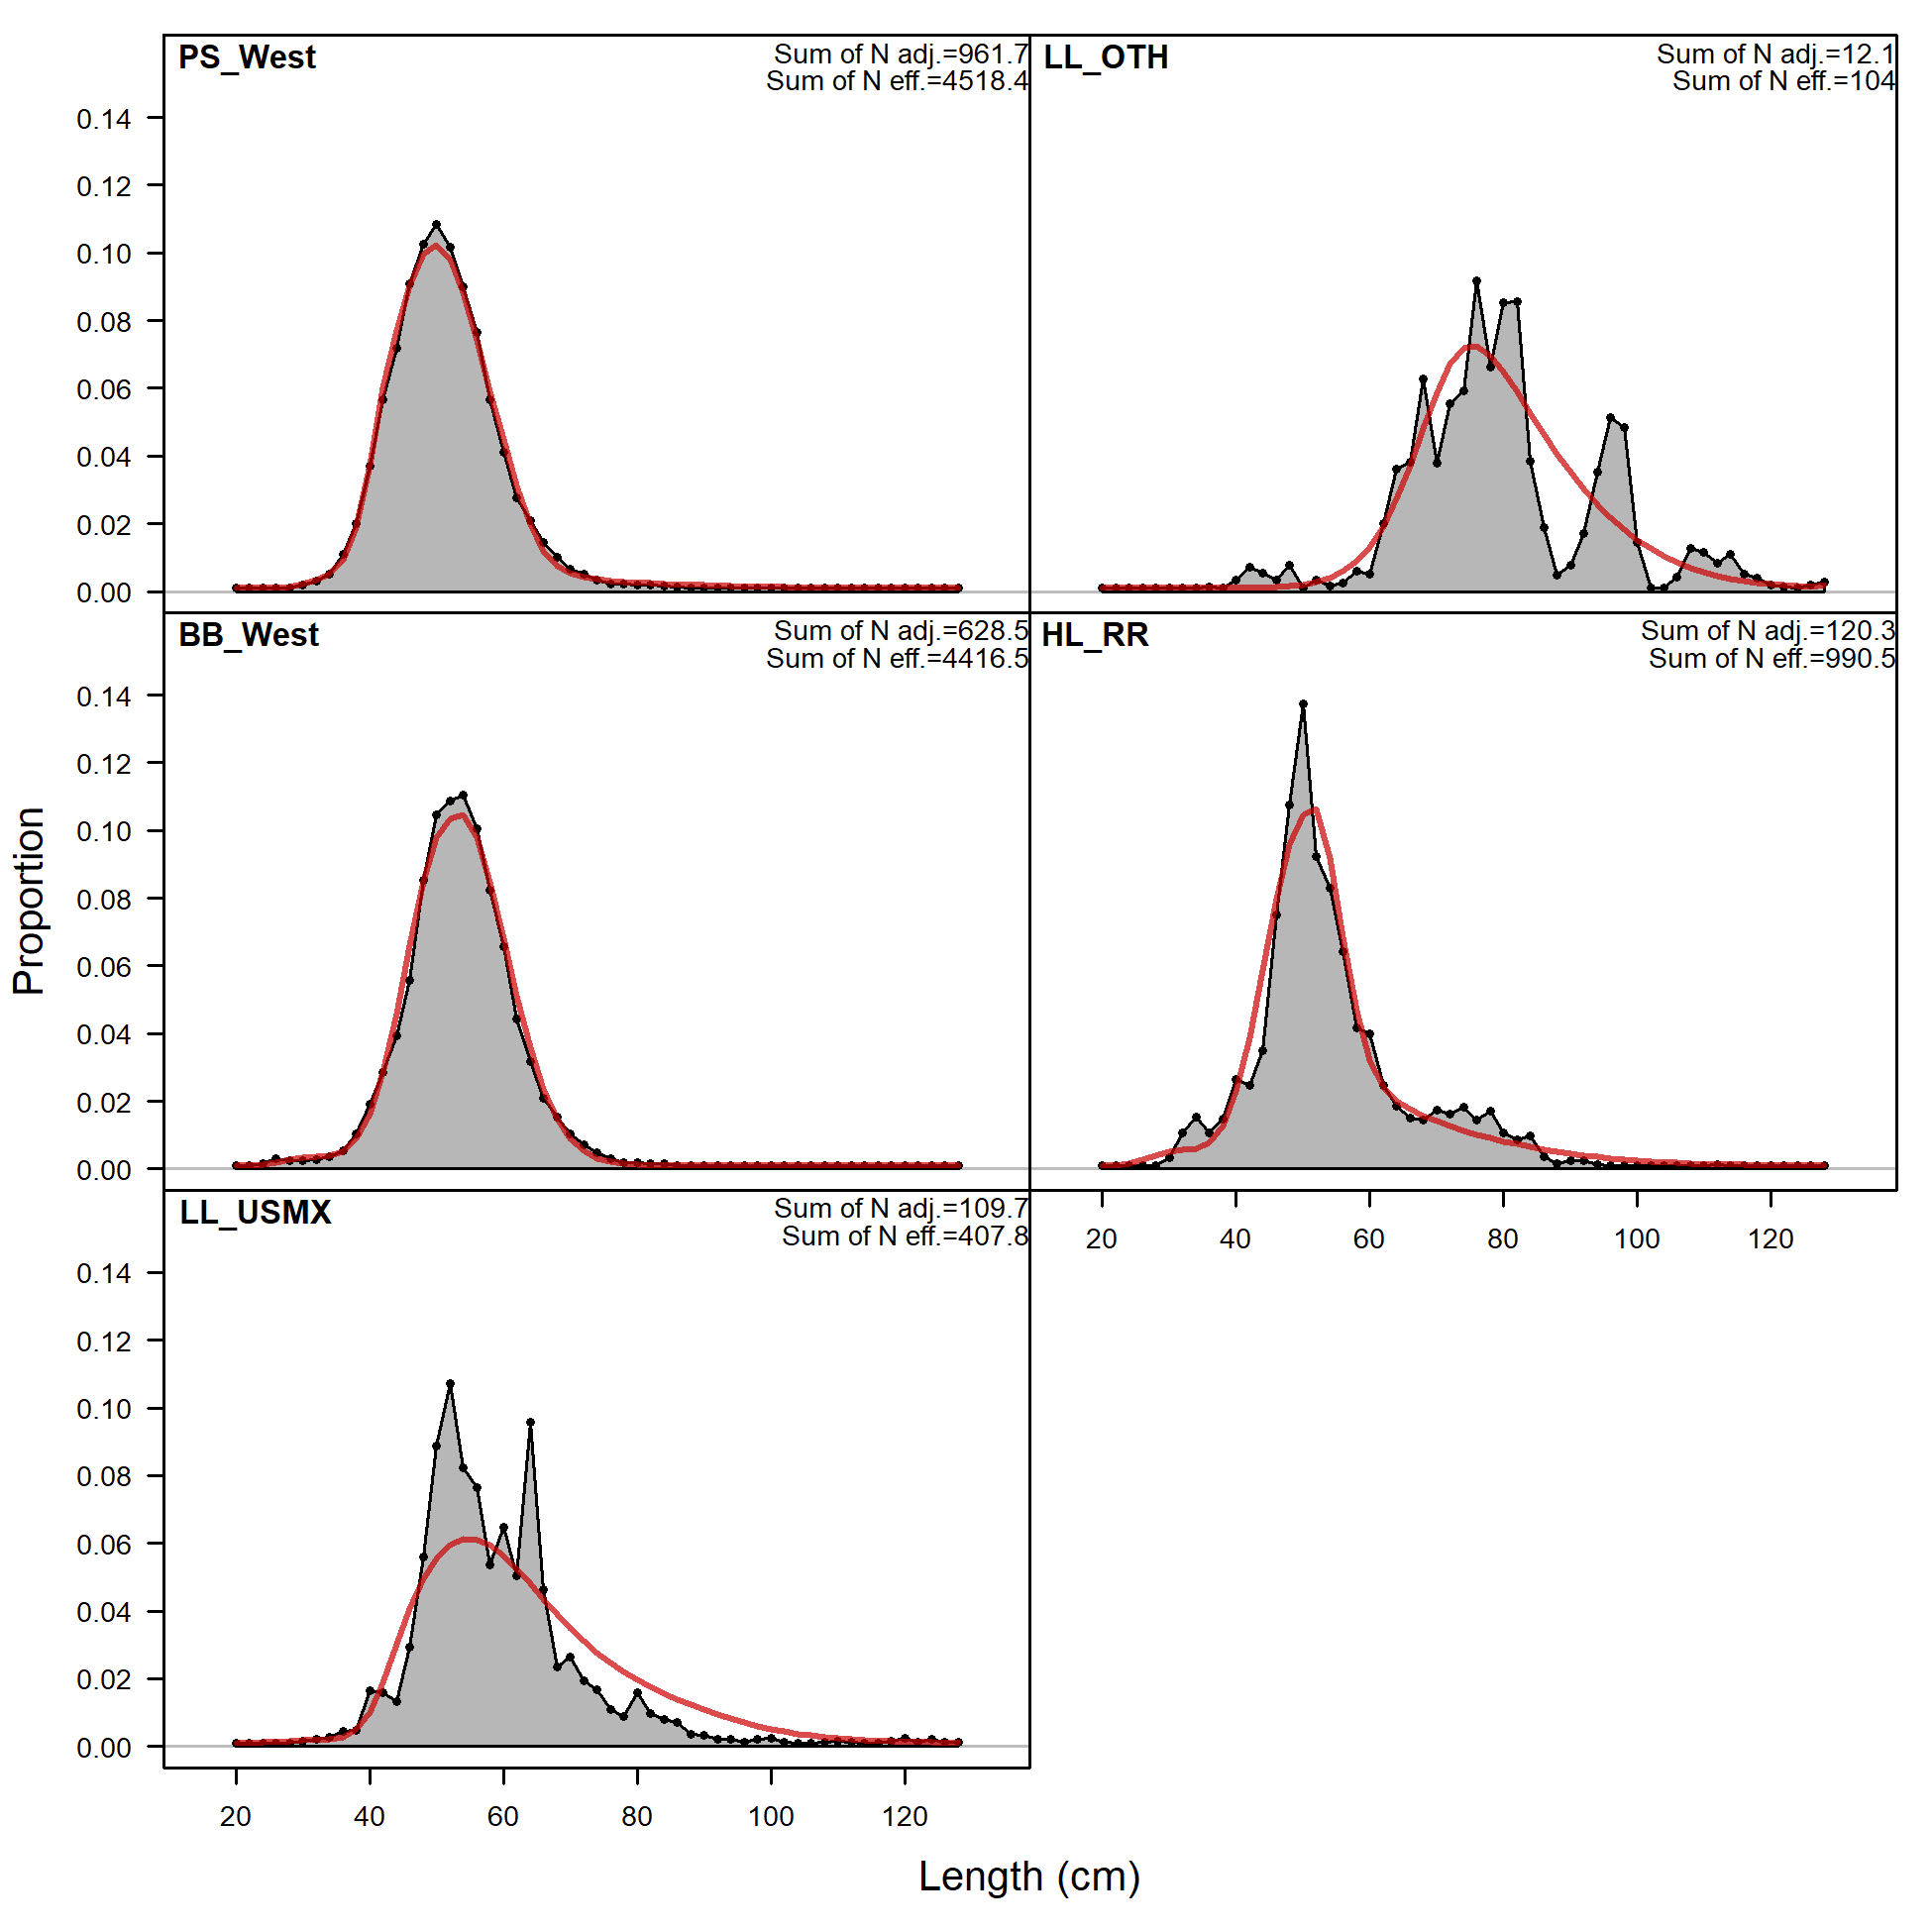 PS_West
Sum of N adj.=961.7
Sum of N eff.=4518.4
0.14
0.12
0.10
0.08
0.06
0.04
0.02
0.00
LL_OTH
Sum of N adj.=12.1
Sum of N eff.=104
BB_West
Sum of N adj.=628.5
Sum of N eff.=4416.5
0.14
0.12
0.10
0.08
0.06
0.04
0.02
0.00
HL_RR
Sum of N adj.=120.3
Sum of N eff.=990.5
20 40 60 80 100 120
LL_USMX
Sum of N adj.=109.7
Sum of N eff.=407.8
0.14
0.12
0.10
0.08
0.06
0.04
0.02
0.00
20 40 60 80 100 120
Proportion
Length (cm)